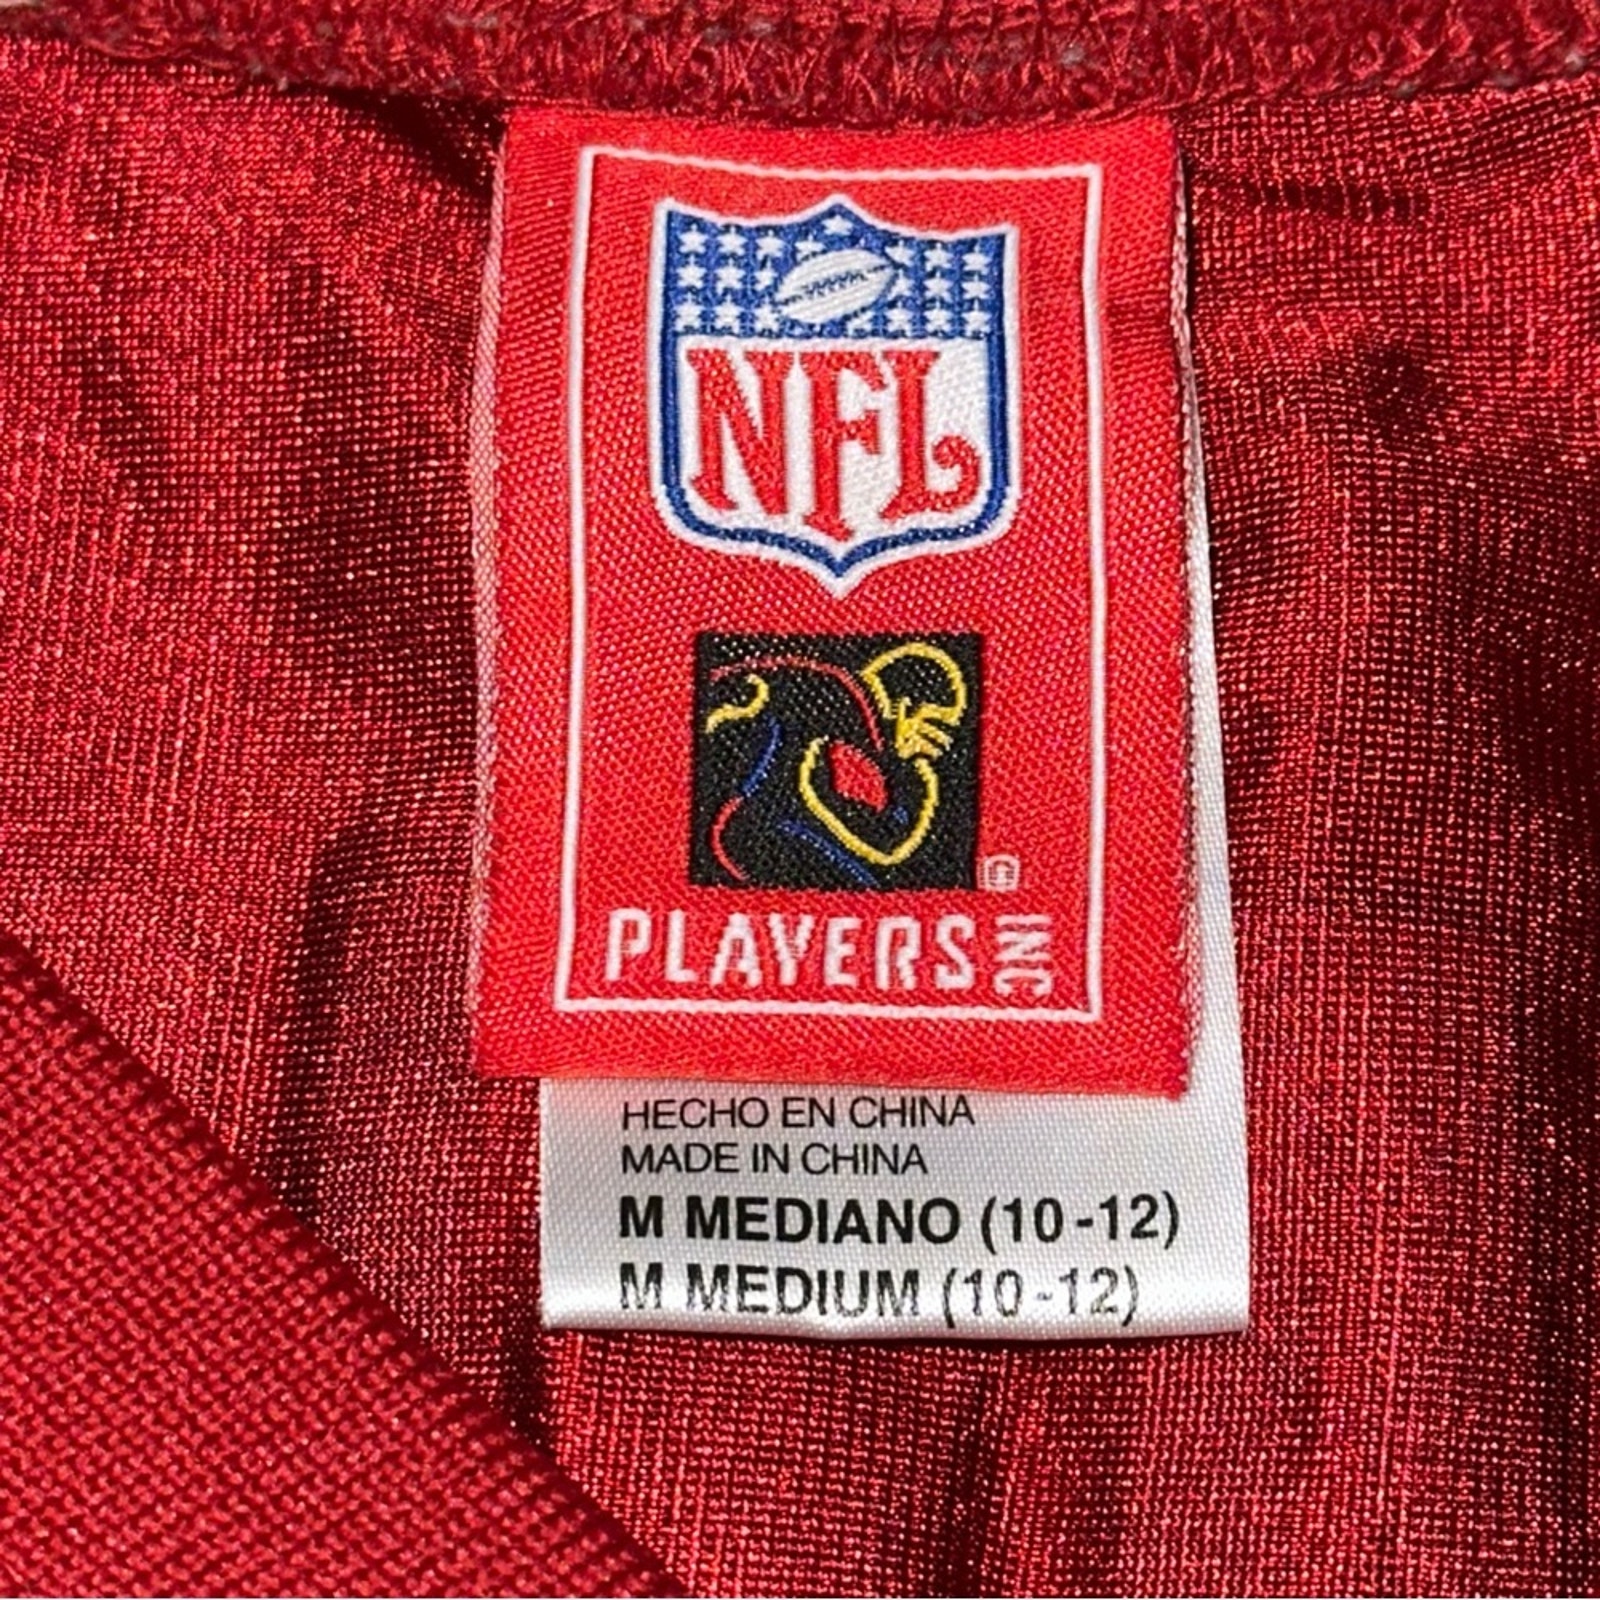 NFL
PLAYERS INC
HECHO EN CHINA
MADE IN CHINA
M MEDIANO (10-12)
M MEDIUM (10-12)